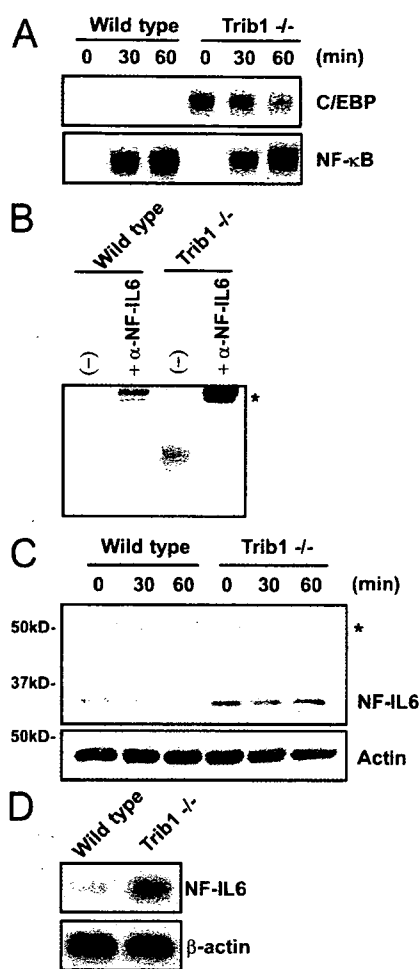 A
Wild type Trib1 -/-
0 30 60 0 30 60 (min)
C/EBP
NF-κB
B
Wild type Trib1 -/-
(-) + α-NF-IL6 (-) + α-NF-IL6
*
C
Wild type Trib1 -/-
0 30 60 0 30 60 (min)
50kD- *
37kD-
NF-IL6
50kD-
Actin
D
Wild type Trib1 -/-
NF-IL6
β-actin